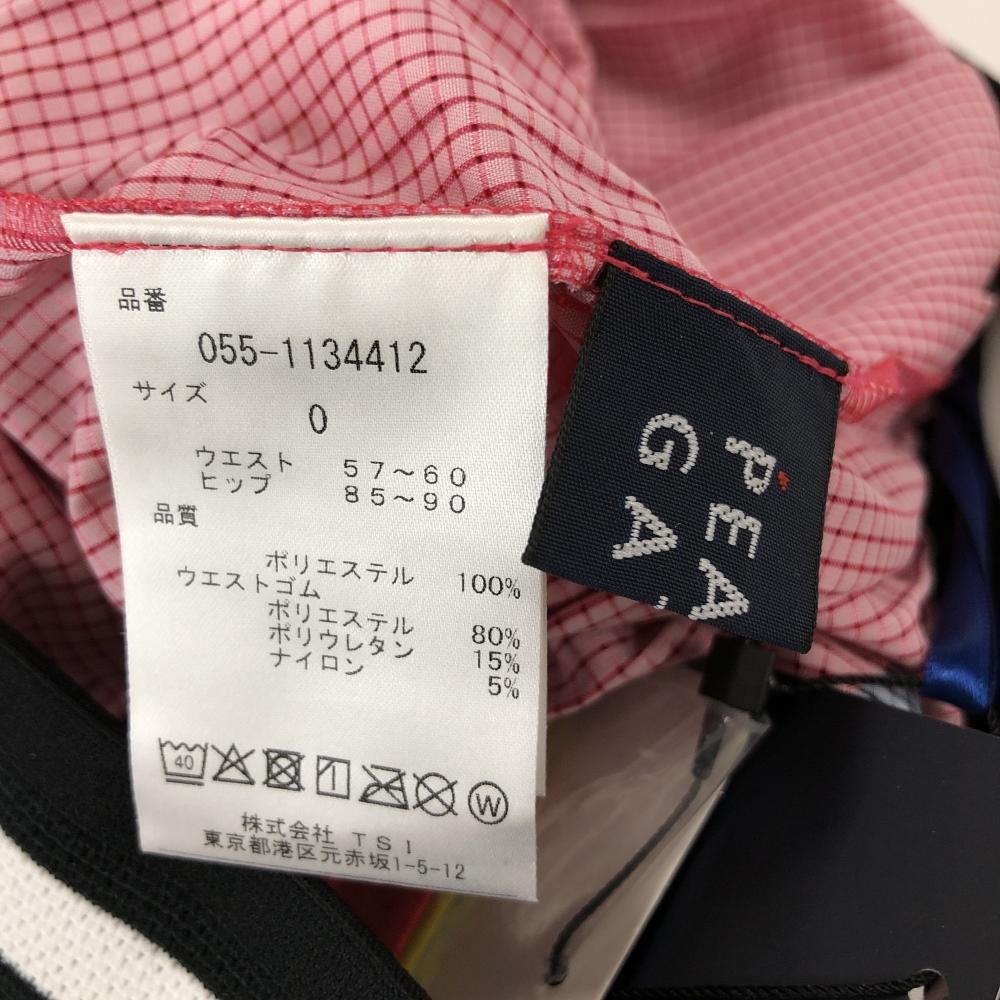 品番
055-1134412
サイズ
0
ウエスト 57~60
ヒップ 85~90
品質
ポリエステル 100%
ウエストゴム
ポリエステル 80%
ポリウレタン 15%
ナイロン 5%
40
W
株式会社 TSI
東京都港区元赤坂1-5-12
PEA
GA